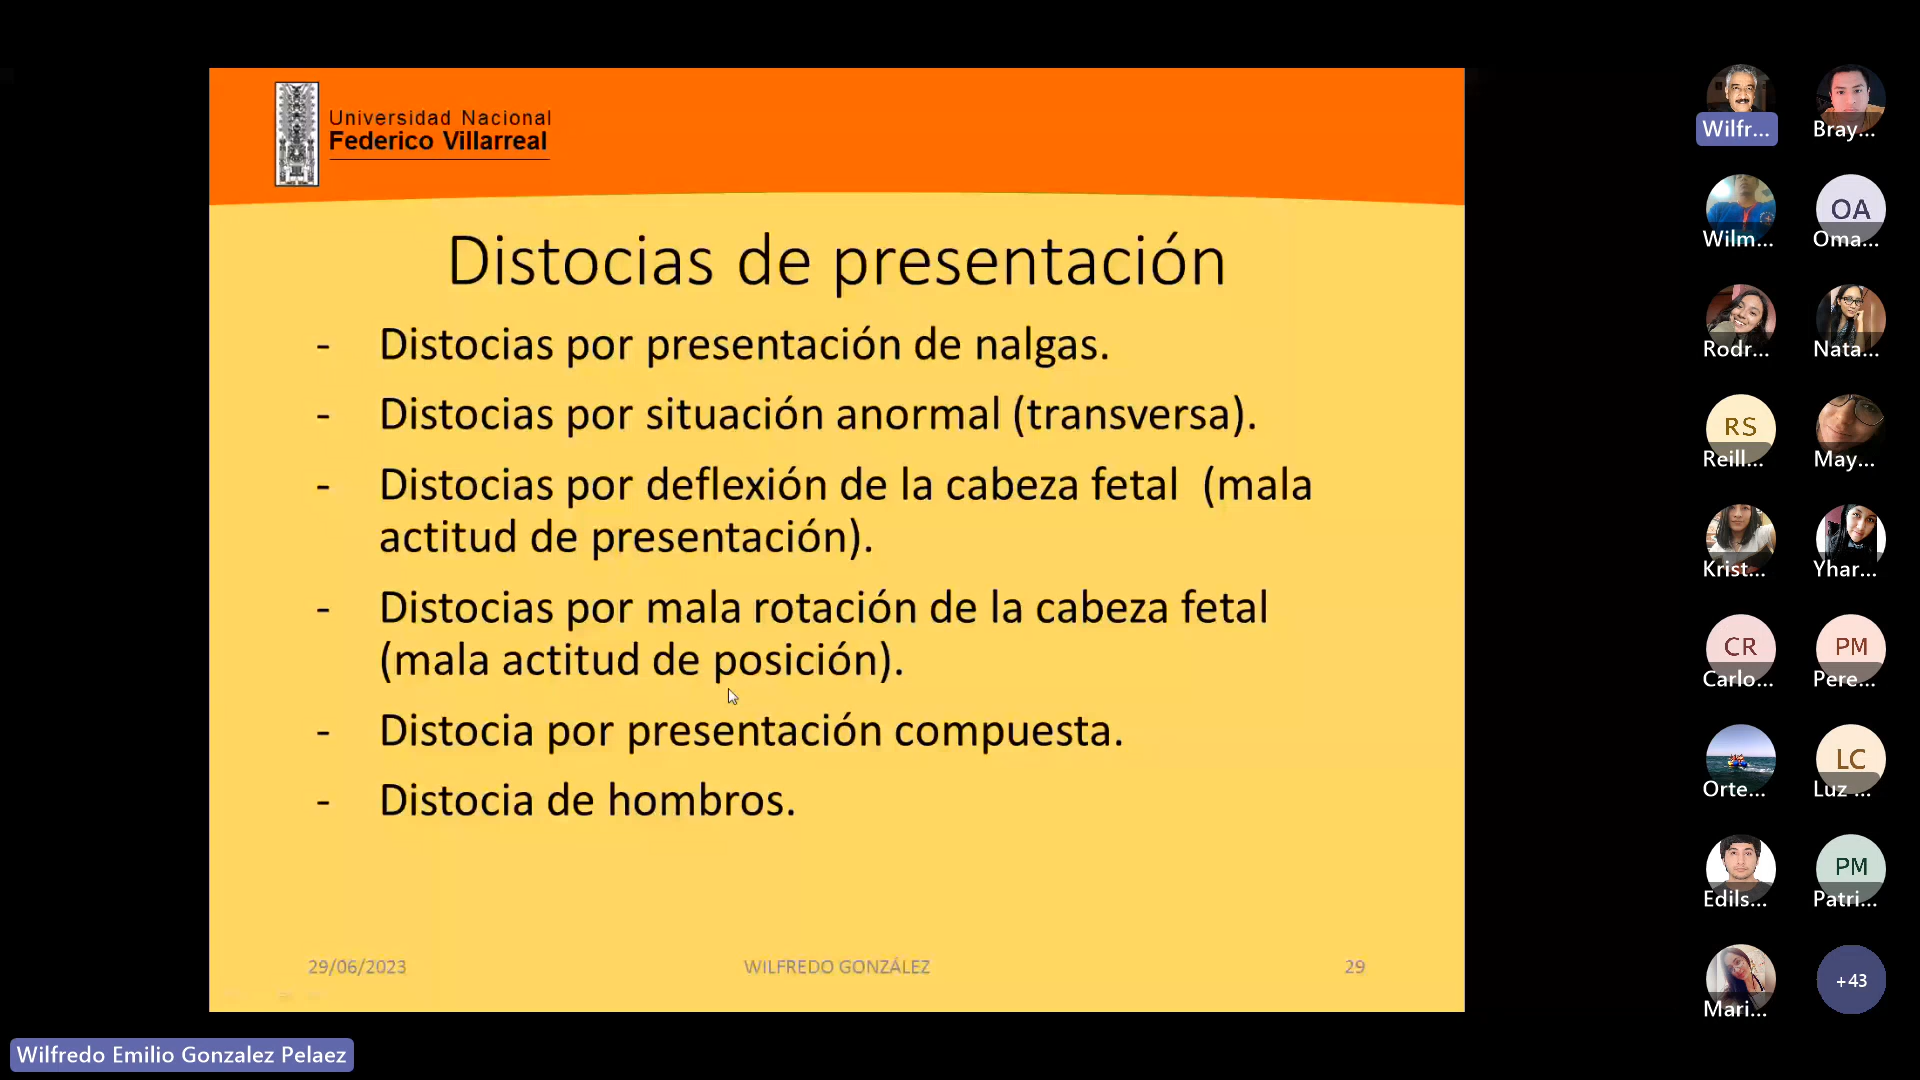 Universidad Nacional
Federico Villarreal
Distocias de presentación
- Distocias por presentación de nalgas.
- Distocias por situación anormal (transversa).
- Distocias por deflexión de la cabeza fetal (mala
actitud de presentación).
- Distocias por mala rotación de la cabeza fetal
(mala actitud de posición).
- Distocia por presentación compuesta.
- Distocia de hombros.
29/06/2023
WILFREDO GONZÁLEZ
29
Wilfr...
Bray...
Wilm...
OA
Oma...
Rodr...
Nata...
RS
Reill...
May...
Krist...
Yhar...
CR
Carlo...
PM
Pere...
Orte...
LC
Luz ...
Edils...
PM
Patri...
Mari...
+43
Wilfredo Emilio Gonzalez Pelaez